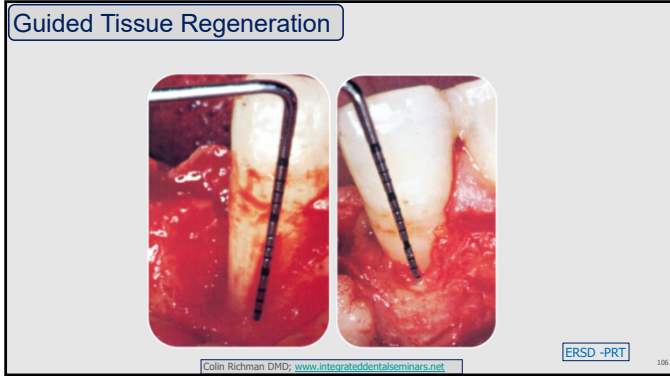 Guided Tissue Regeneration
ERSD -PRT
Colin Richman DMD; www.integrateddentalseminars.net
106